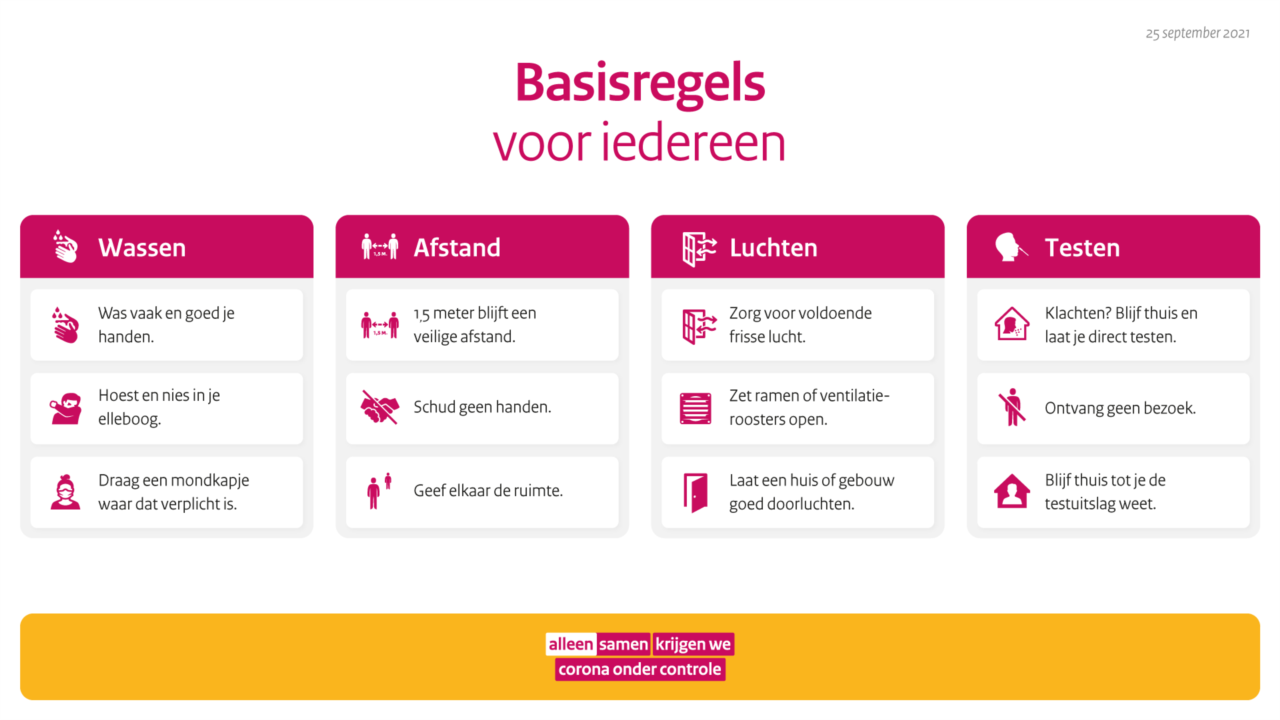 25 september 2021
Basisregels
voor iedereen
Wassen
Was vaak en goed je
handen.
Hoest en nies in je
elleboog.
Draag een mondkapje
waar dat verplicht is.
Afstand
1,5 M.
1,5 meter blijft een
veilige afstand.
1,5 M.
Schud geen handen.
Geef elkaar de ruimte.
Luchten
Zorg voor voldoende
frisse lucht.
Zet ramen of ventilatie-
roosters open.
Laat een huis of gebouw
goed doorluchten.
Testen
Klachten? Blijf thuis en
laat je direct testen.
Ontvang geen bezoek.
Blijf thuis tot je de
testuitslag weet.
alleen samen krijgen we
corona onder controle